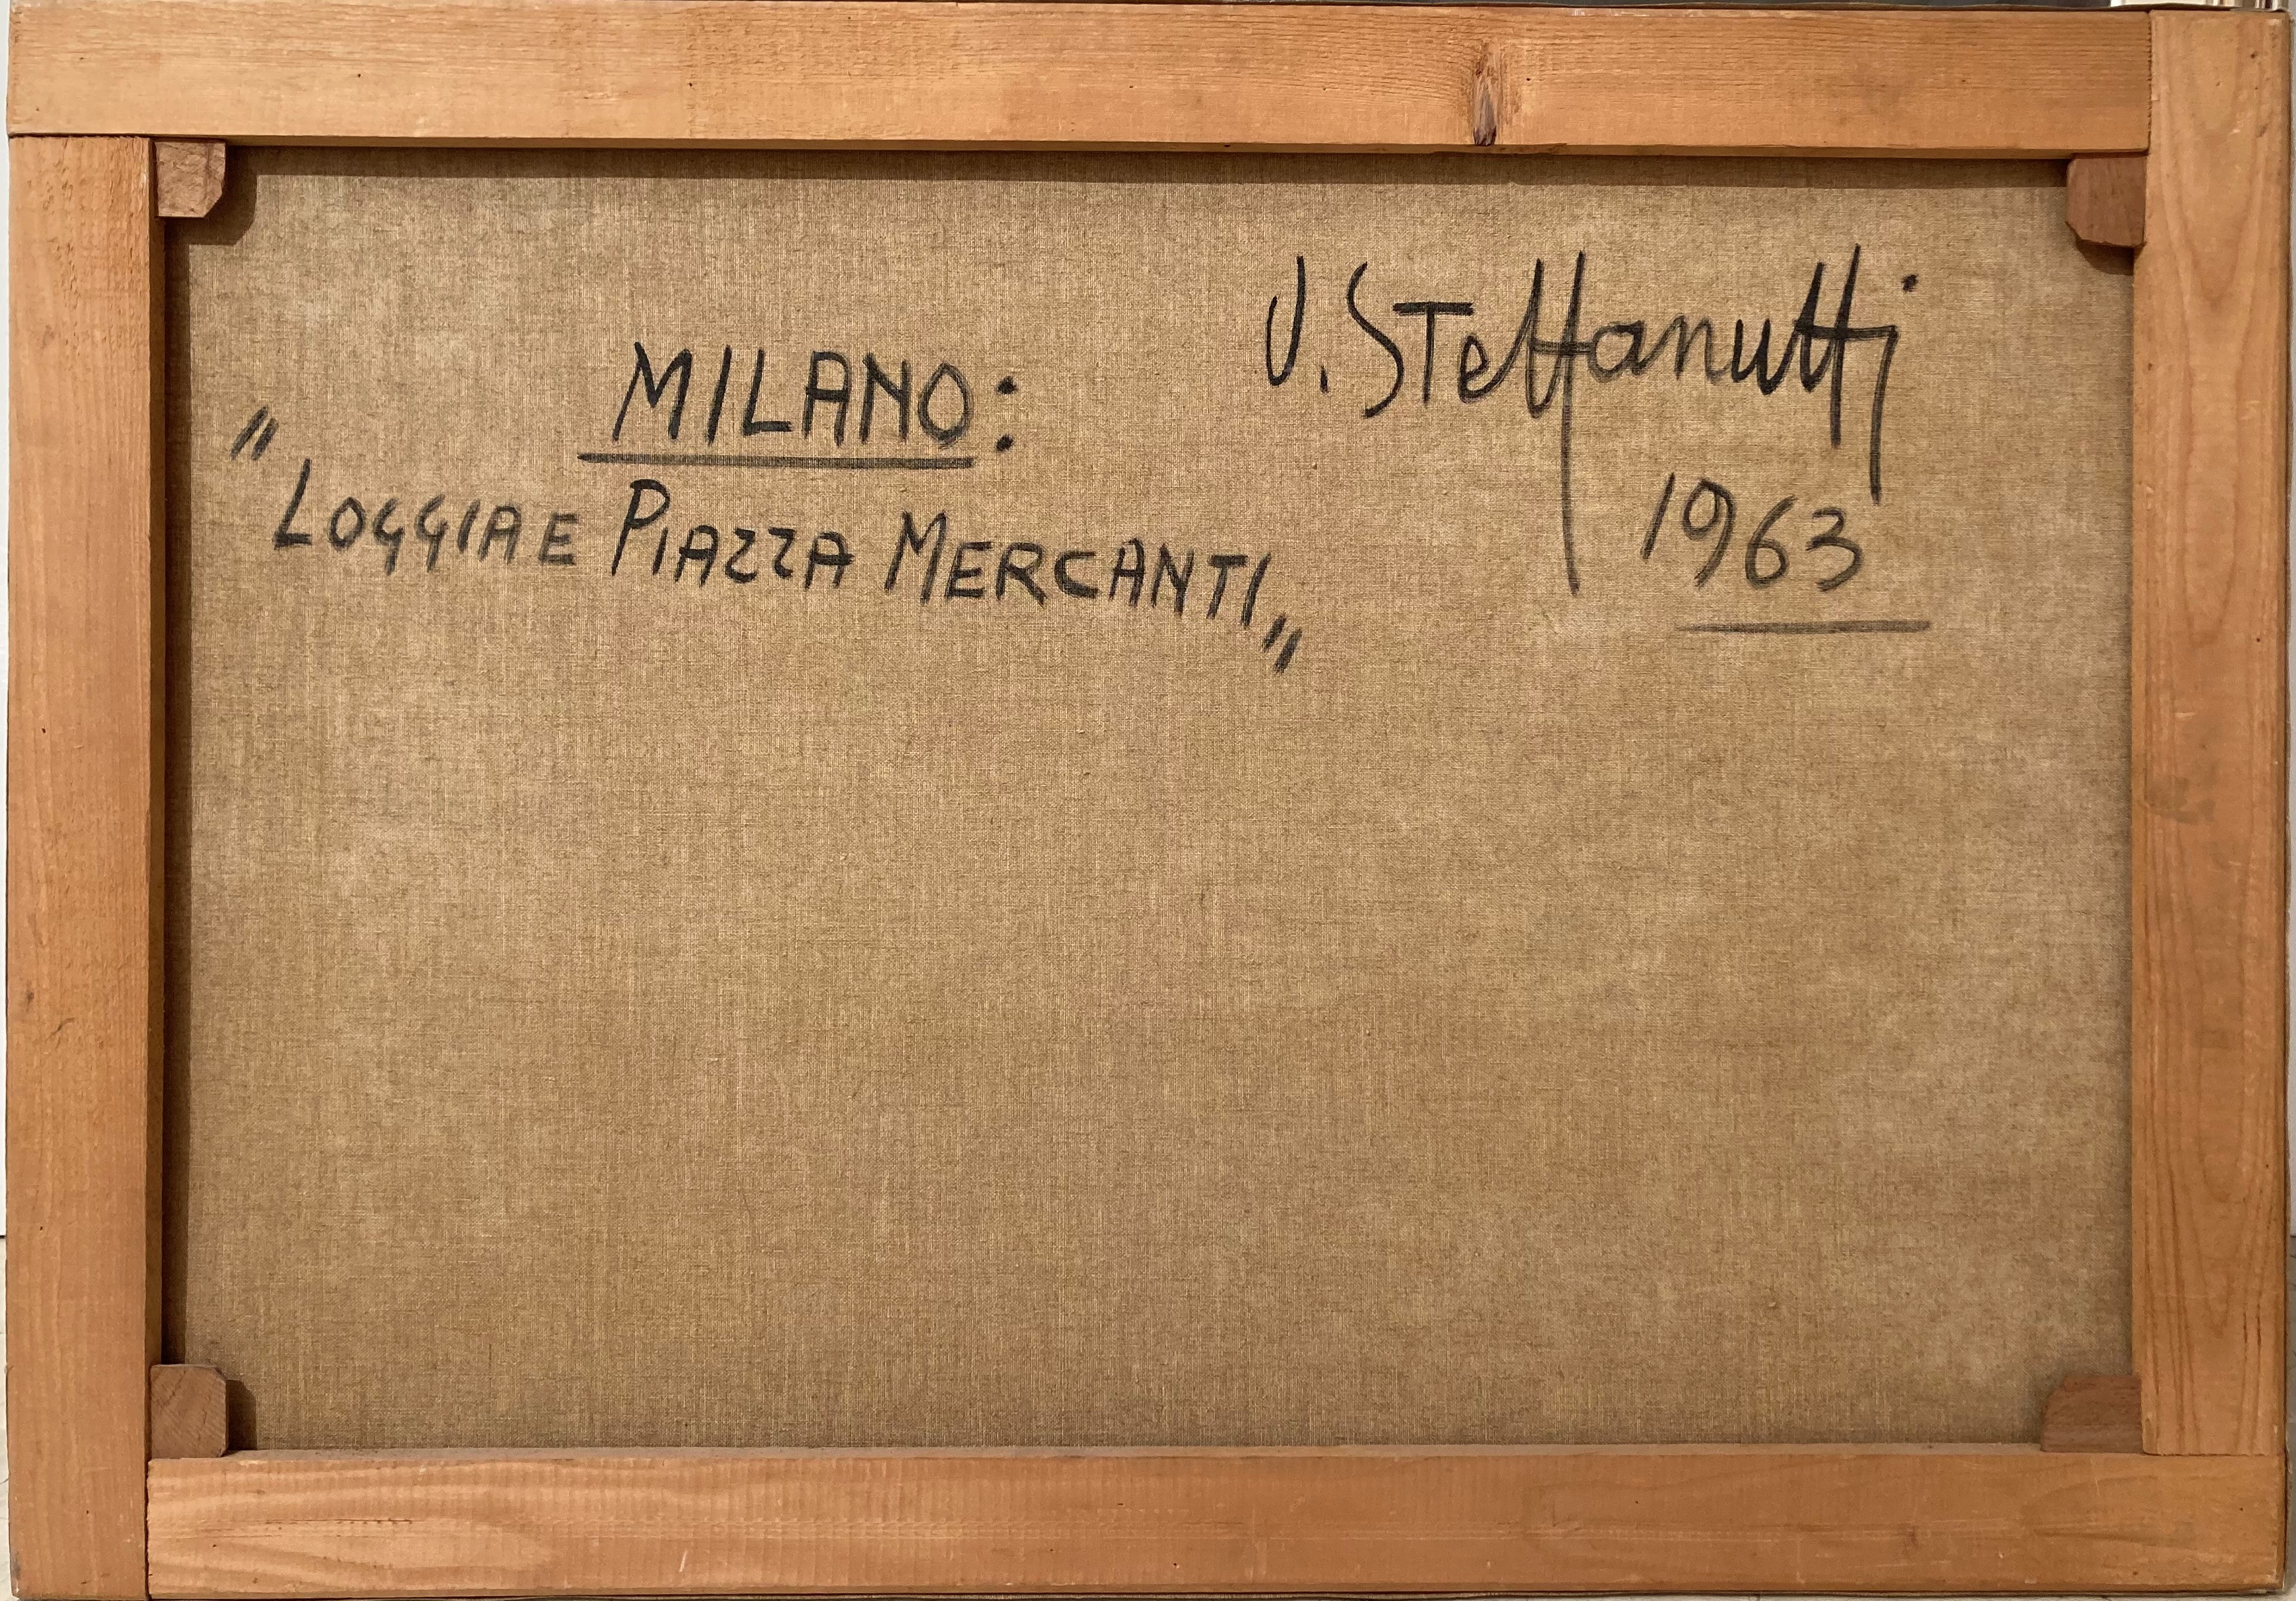 MILANO:
"LOGGIA E PIAZZA MERCANTI"
U. Steffanutti
1963